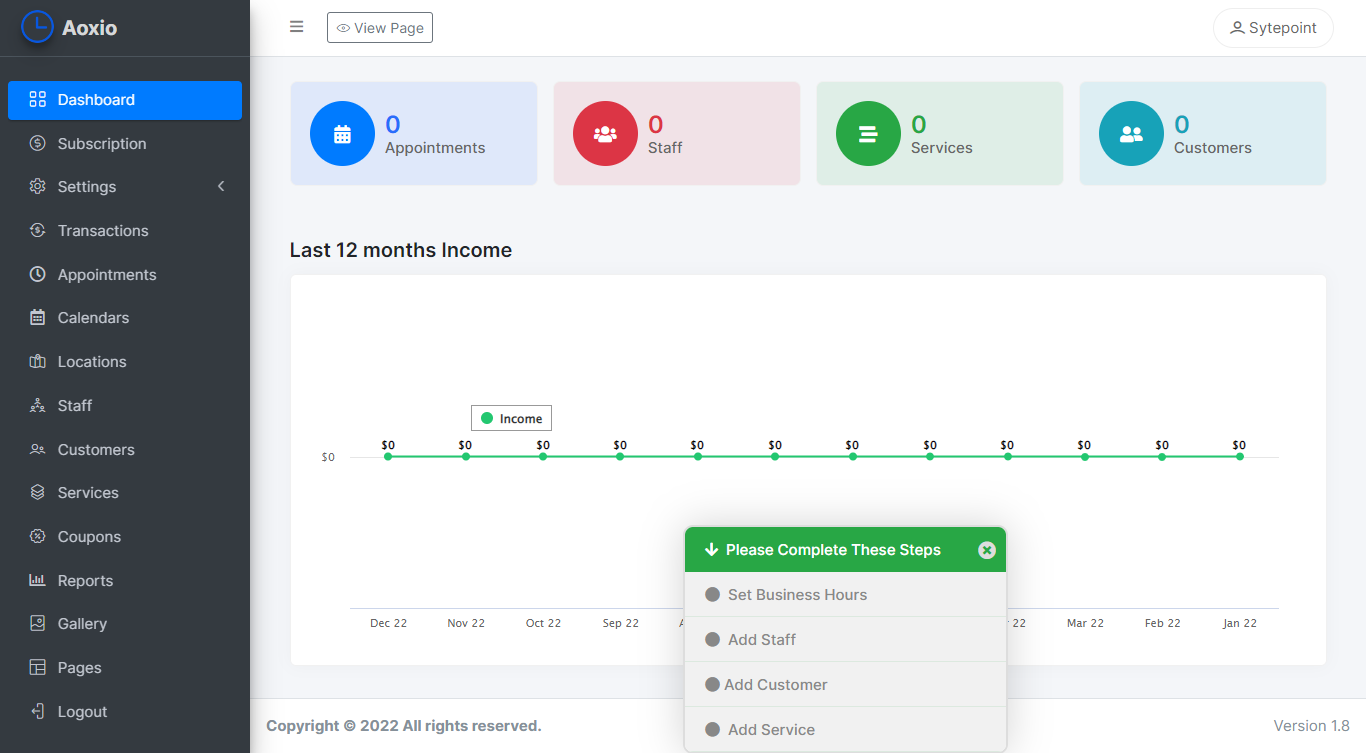 Aoxio
View Page
Sytepoint
Dashboard
Subscription
Settings
Transactions
Appointments
Calendars
Locations
Staff
Customers
Services
Coupons
Reports
Gallery
Pages
Logout
0
Appointments
0
Staff
0
Services
0
Customers
Last 12 months Income
Income
$0 $0 $0 $0 $0 $0 $0 $0 $0 $0 $0 $0
$0
Dec 22 Nov 22 Oct 22 Sep 22 22 Mar 22 Feb 22 Jan 22
Please Complete These Steps
Set Business Hours
Add Staff
Add Customer
Add Service
Copyright © 2022 All rights reserved.
Version 1.8